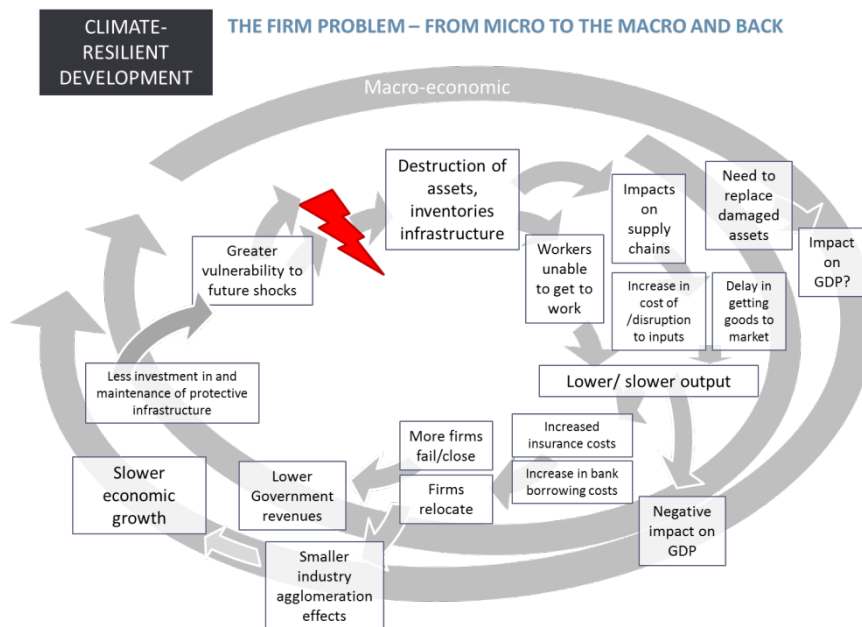 CLIMATE-
RESILIENT
DEVELOPMENT
THE FIRM PROBLEM – FROM MICRO TO THE MACRO AND BACK
Macro-economic
Destruction of
assets,
inventories
infrastructure
Impacts
on
supply
chains
Need to
replace
damaged
assets
Impact
on
GDP?
Workers
unable
to get to
work
Increase in
cost of
/disruption
to inputs
Delay in
getting
goods to
market
Greater
vulnerability to
future shocks
Less investment in and
maintenance of protective
infrastructure
Lower/ slower output
Increased
insurance costs
Increase in bank
borrowing costs
More firms
fail/close
Firms
relocate
Lower
Government
revenues
Slower
economic
growth
Negative
impact on
GDP
Smaller
industry
agglomeration
effects